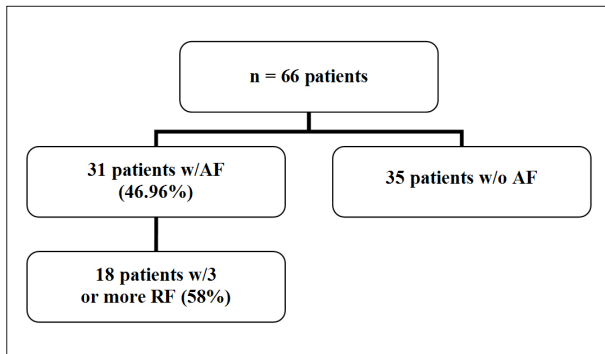 n = 66 patients
31 patients w/AF
(46.96%)
35 patients w/o AF
18 patients w/3
or more RF (58%)